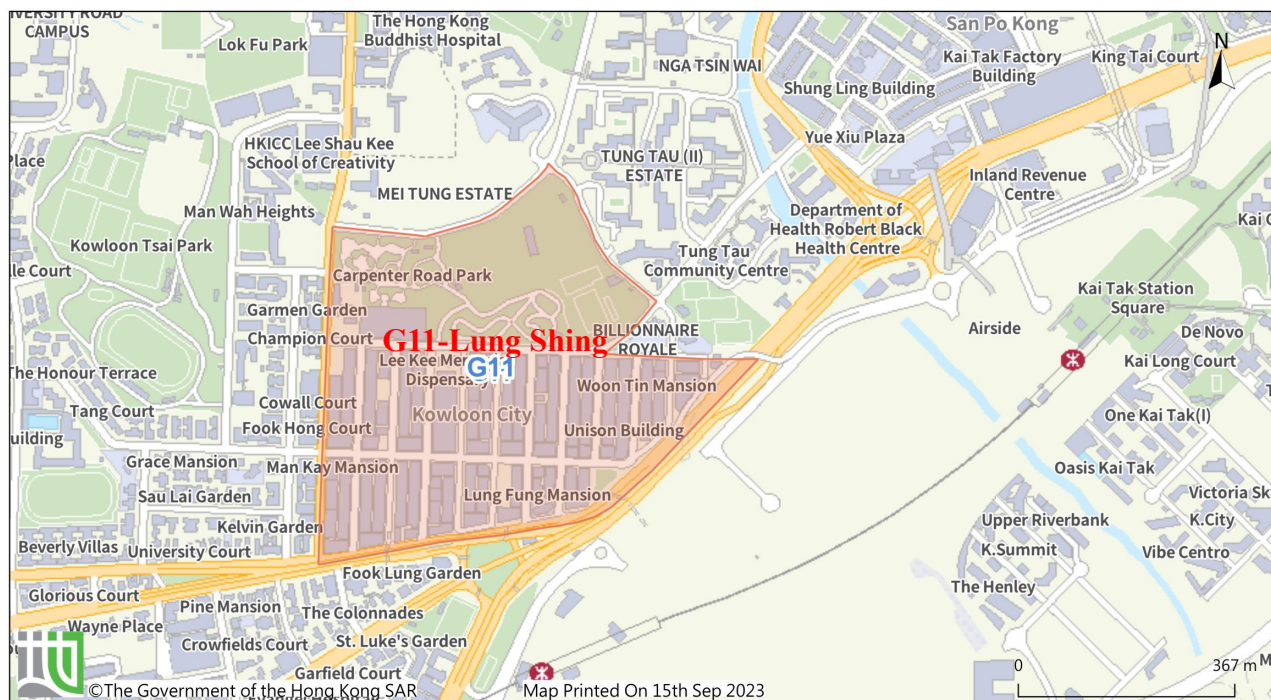 CAMPUS
Lok Fu Park
The Hong Kong
Buddhist Hospital
NGA TSIN WAI
San Po Kong
Kai Tak Factory
Building
King Tai Court
N
Shung Ling Building
HKICC Lee Shau Kee
School of Creativity
Yue Xiu Plaza
Place
TUNG TAU (II)
ESTATE
Inland Revenue
Centre
MEI TUNG ESTATE
Man Wah Heights
Department of
Health Robert Black
Health Centre
Kowloon Tsai Park
Tung Tau
Community Centre
Court
Carpenter Road Park
Kai Tak Station
Square
Garmen Garden
Airside
BILLIONNAIRE
ROYALE
De Novo
Champion Court
G11-Lung Shing
G11
Kai Long Court
Lee Kee
Dispensary
Woon Tin Mansion
The Honour Terrace
Cowall Court
Tang Court
Kowloon City
One Kai Tak(I)
Fook Hong Court
Unison Building
Grace Mansion
Man Kay Mansion
Oasis Kai Tak
Sau Lai Garden
Lung Fung Mansion
Victoria
K.City
Kelvin Garden
Upper Riverbank
Beverly Villas
University Court
K.Summit
Vibe Centro
Fook Lung Garden
The Henley
Glorious Court
Pine Mansion
The Colonnades
Wayne Place
Crowfields Court
St. Luke's Garden
Garfield Court
0
367 m
©The Government of the Hong Kong SAR
Map Printed On 15th Sep 2023